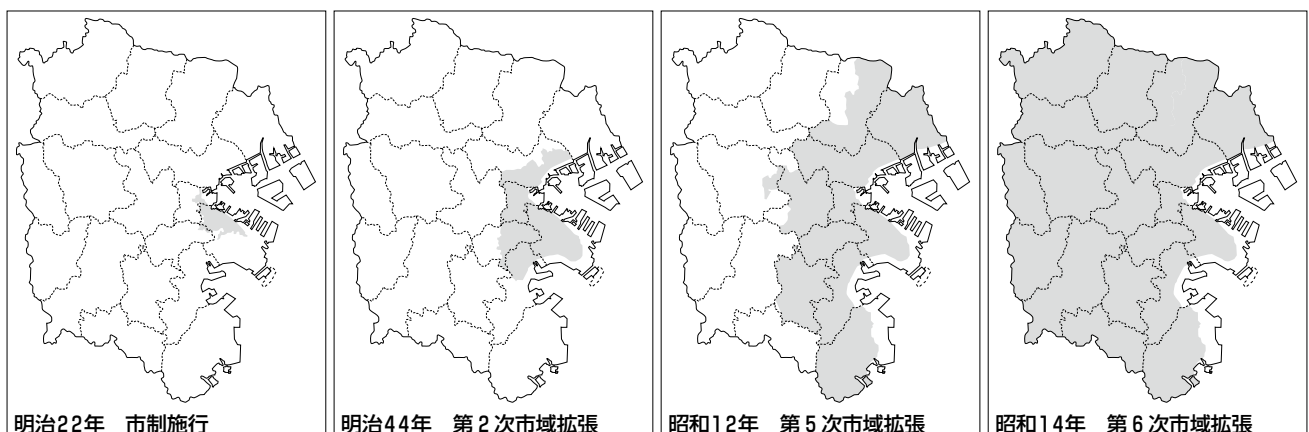 明治22年　市制施行
明治44年　第2次市域拡張
昭和12年　第5次市域拡張
昭和14年　第6次市域拡張